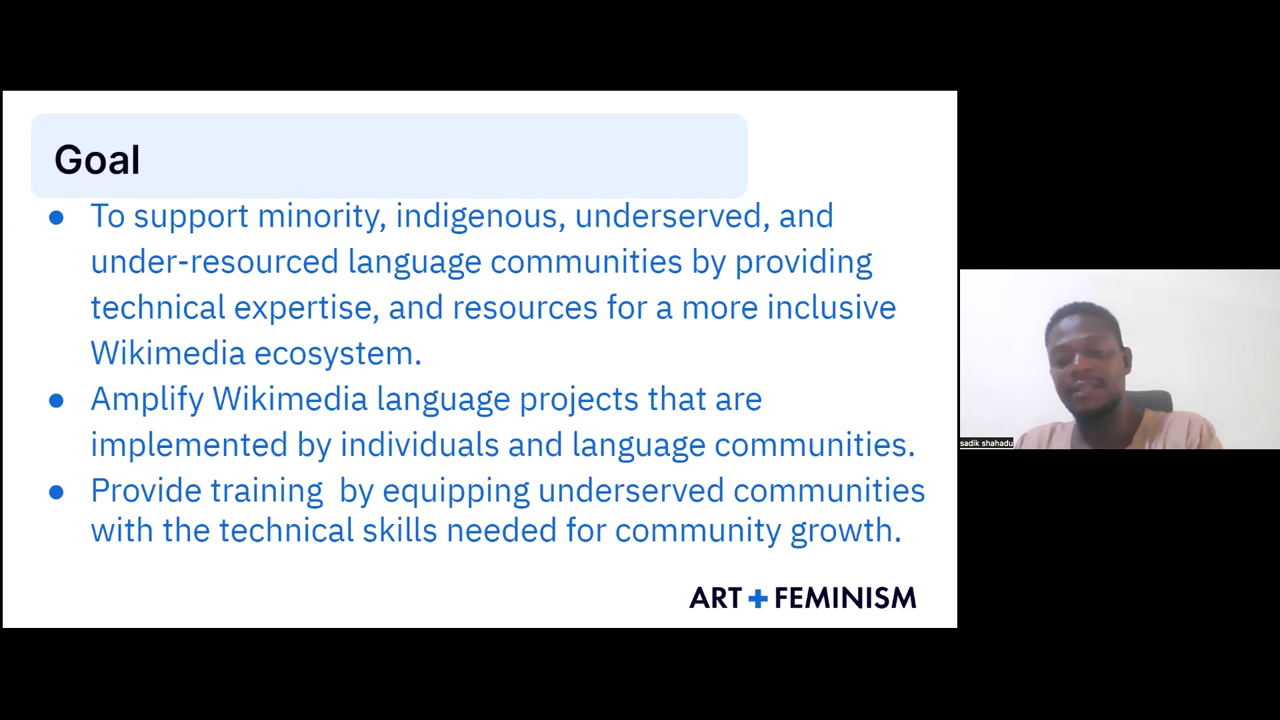 Goal
● To support minority, indigenous, underserved, and
under-resourced language communities by providing
technical expertise, and resources for a more inclusive
Wikimedia ecosystem.
● Amplify Wikimedia language projects that are
implemented by individuals and language communities.
● Provide training  by equipping underserved communities
with the technical skills needed for community growth.
ART+FEMINISM
sadik shahadu